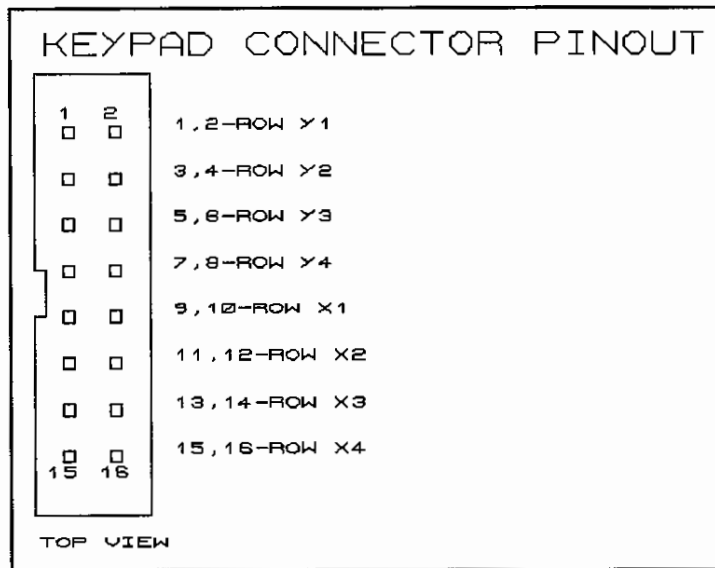 KEYPAD CONNECTOR PINOUT
1 2
1,2-ROW Y1
3,4-ROW Y2
5,6-ROW Y3
7,8-ROW Y4
9,10-ROW X1
11,12-ROW X2
13,14-ROW X3
15,16-ROW X4
15 16
TOP VIEW